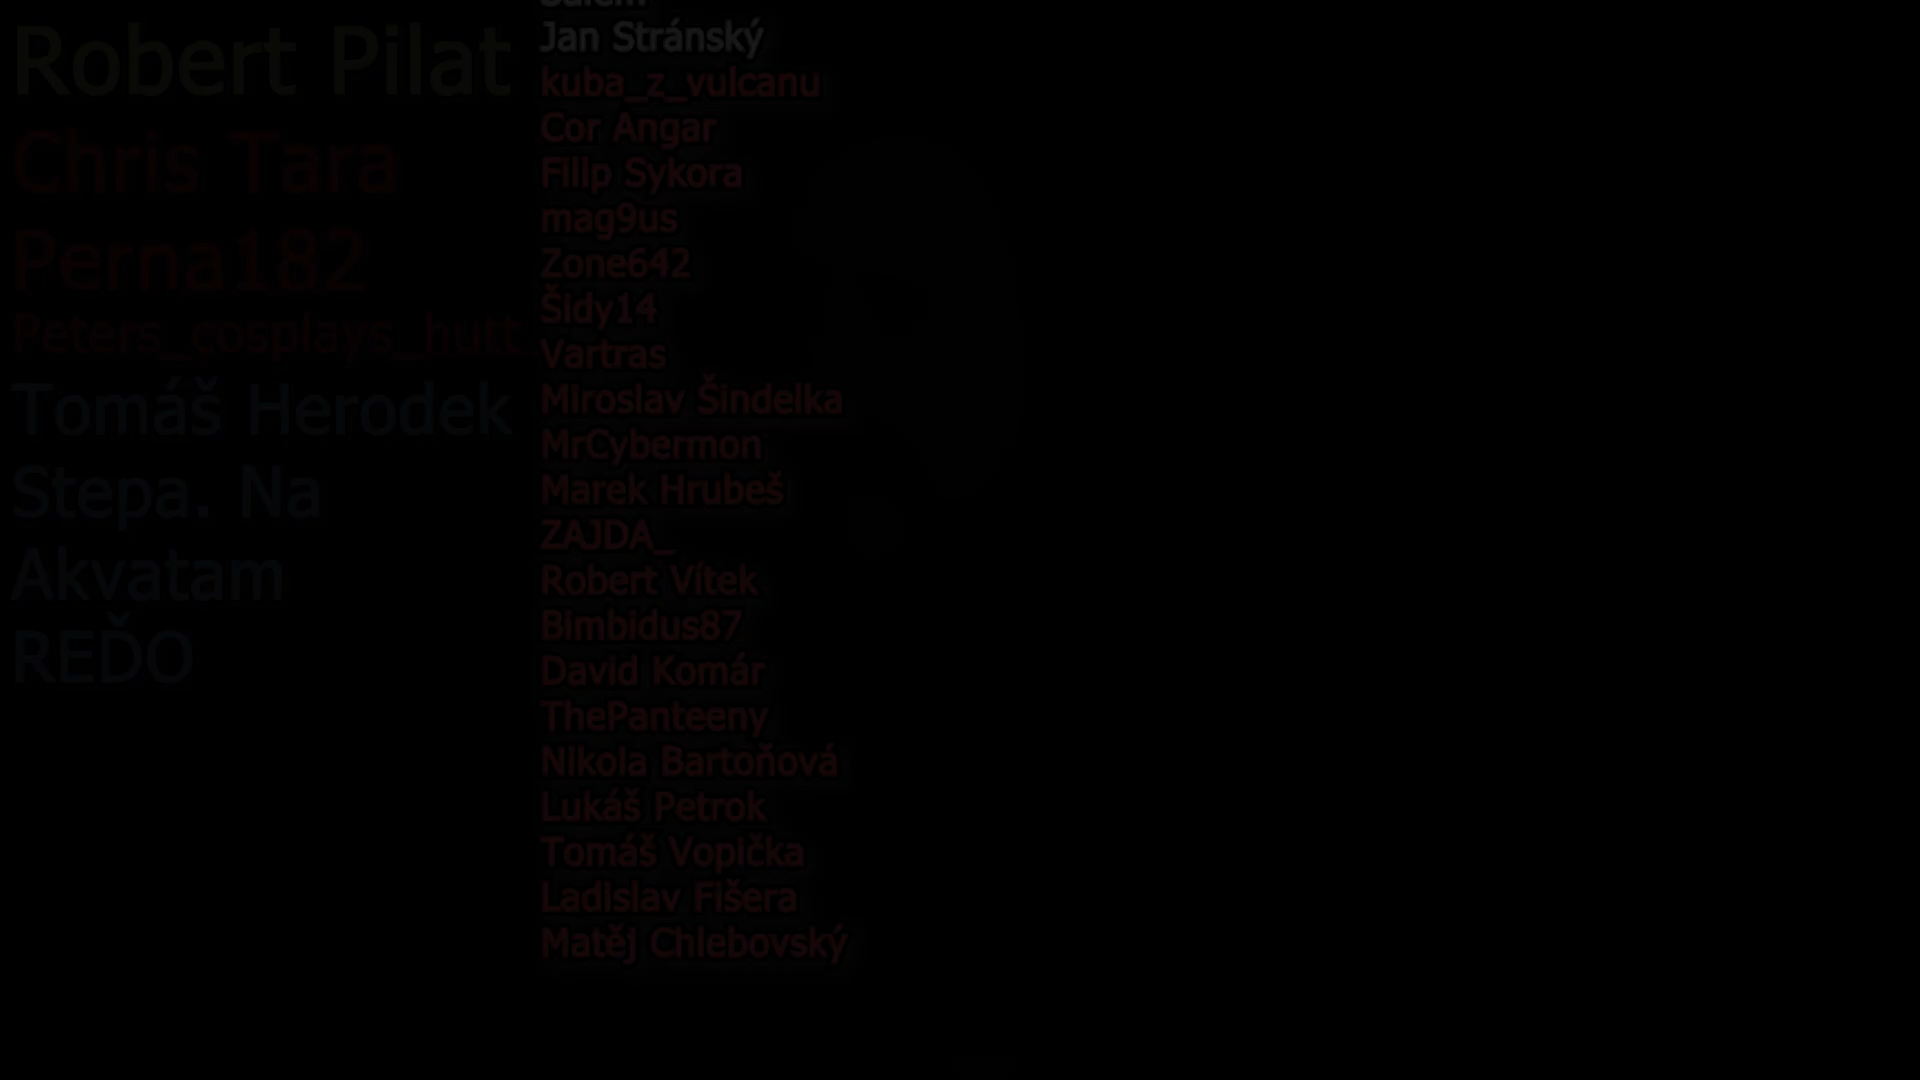 Robert Pilat
Chris Tara
Perna182
Peters_cosplays_hutt
Tomáš Herodek
Stepa. Na
Akvatam
REĎO
Jan Stránský
kuba_z_vulcanu
Cor Angar
Filip Sykora
mag9us
Zone642
Šidy14
Vartras
Miroslav Šindelka
MrCybermon
Marek Hrubeš
ZAJDA_
Robert Vítek
Bimbidus87
David Komár
ThePanteeny
Nikola Bartoňová
Lukáš Petrok
Tomáš Vopička
Ladislav Fišera
Matěj Chlebovský